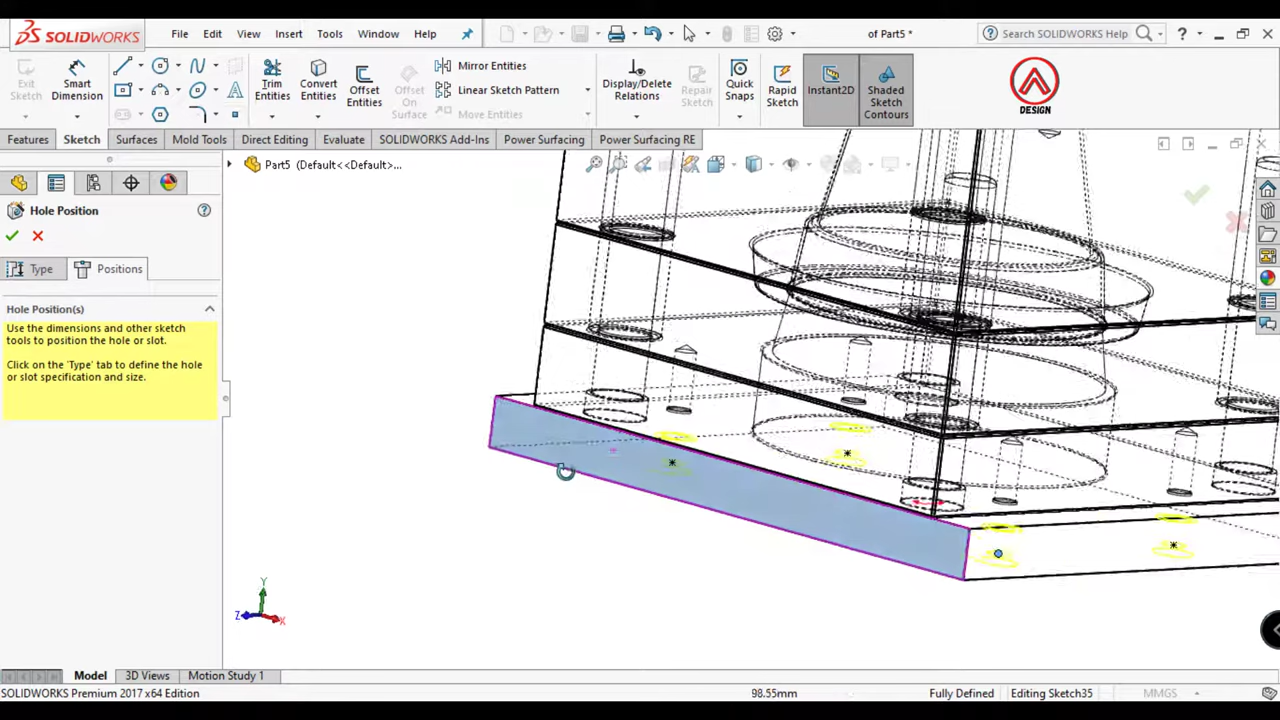 SOLIDWORKS
File
Edit
View
Insert
Tools
Window
Help
of Part5 *
Search SOLIDWORKS Help
Exit
Sketch
Smart
Dimension
Trim
Entities
Convert
Entities
Offset
Entities
Offset
On
Surface
Mirror Entities
Linear Sketch Pattern
Move Entities
Display/Delete
Relations
Repair
Sketch
Quick
Snaps
Rapid
Sketch
Instant2D
Shaded
Sketch
Contours
DESIGN
Features
Sketch
Surfaces
Mold Tools
Direct Editing
Evaluate
SOLIDWORKS Add-Ins
Power Surfacing
Power Surfacing RE
Part5 (Default<<Default>...
Hole Position
Type
Positions
Hole Position(s)
Use the dimensions and other sketch
tools to position the hole or slot.
Click on the 'Type' tab to define the hole
or slot specification and size.
Y
Z
X
Model
3D Views
Motion Study 1
SOLIDWORKS Premium 2017 x64 Edition
98.55mm
Fully Defined
Editing Sketch35
MMGS